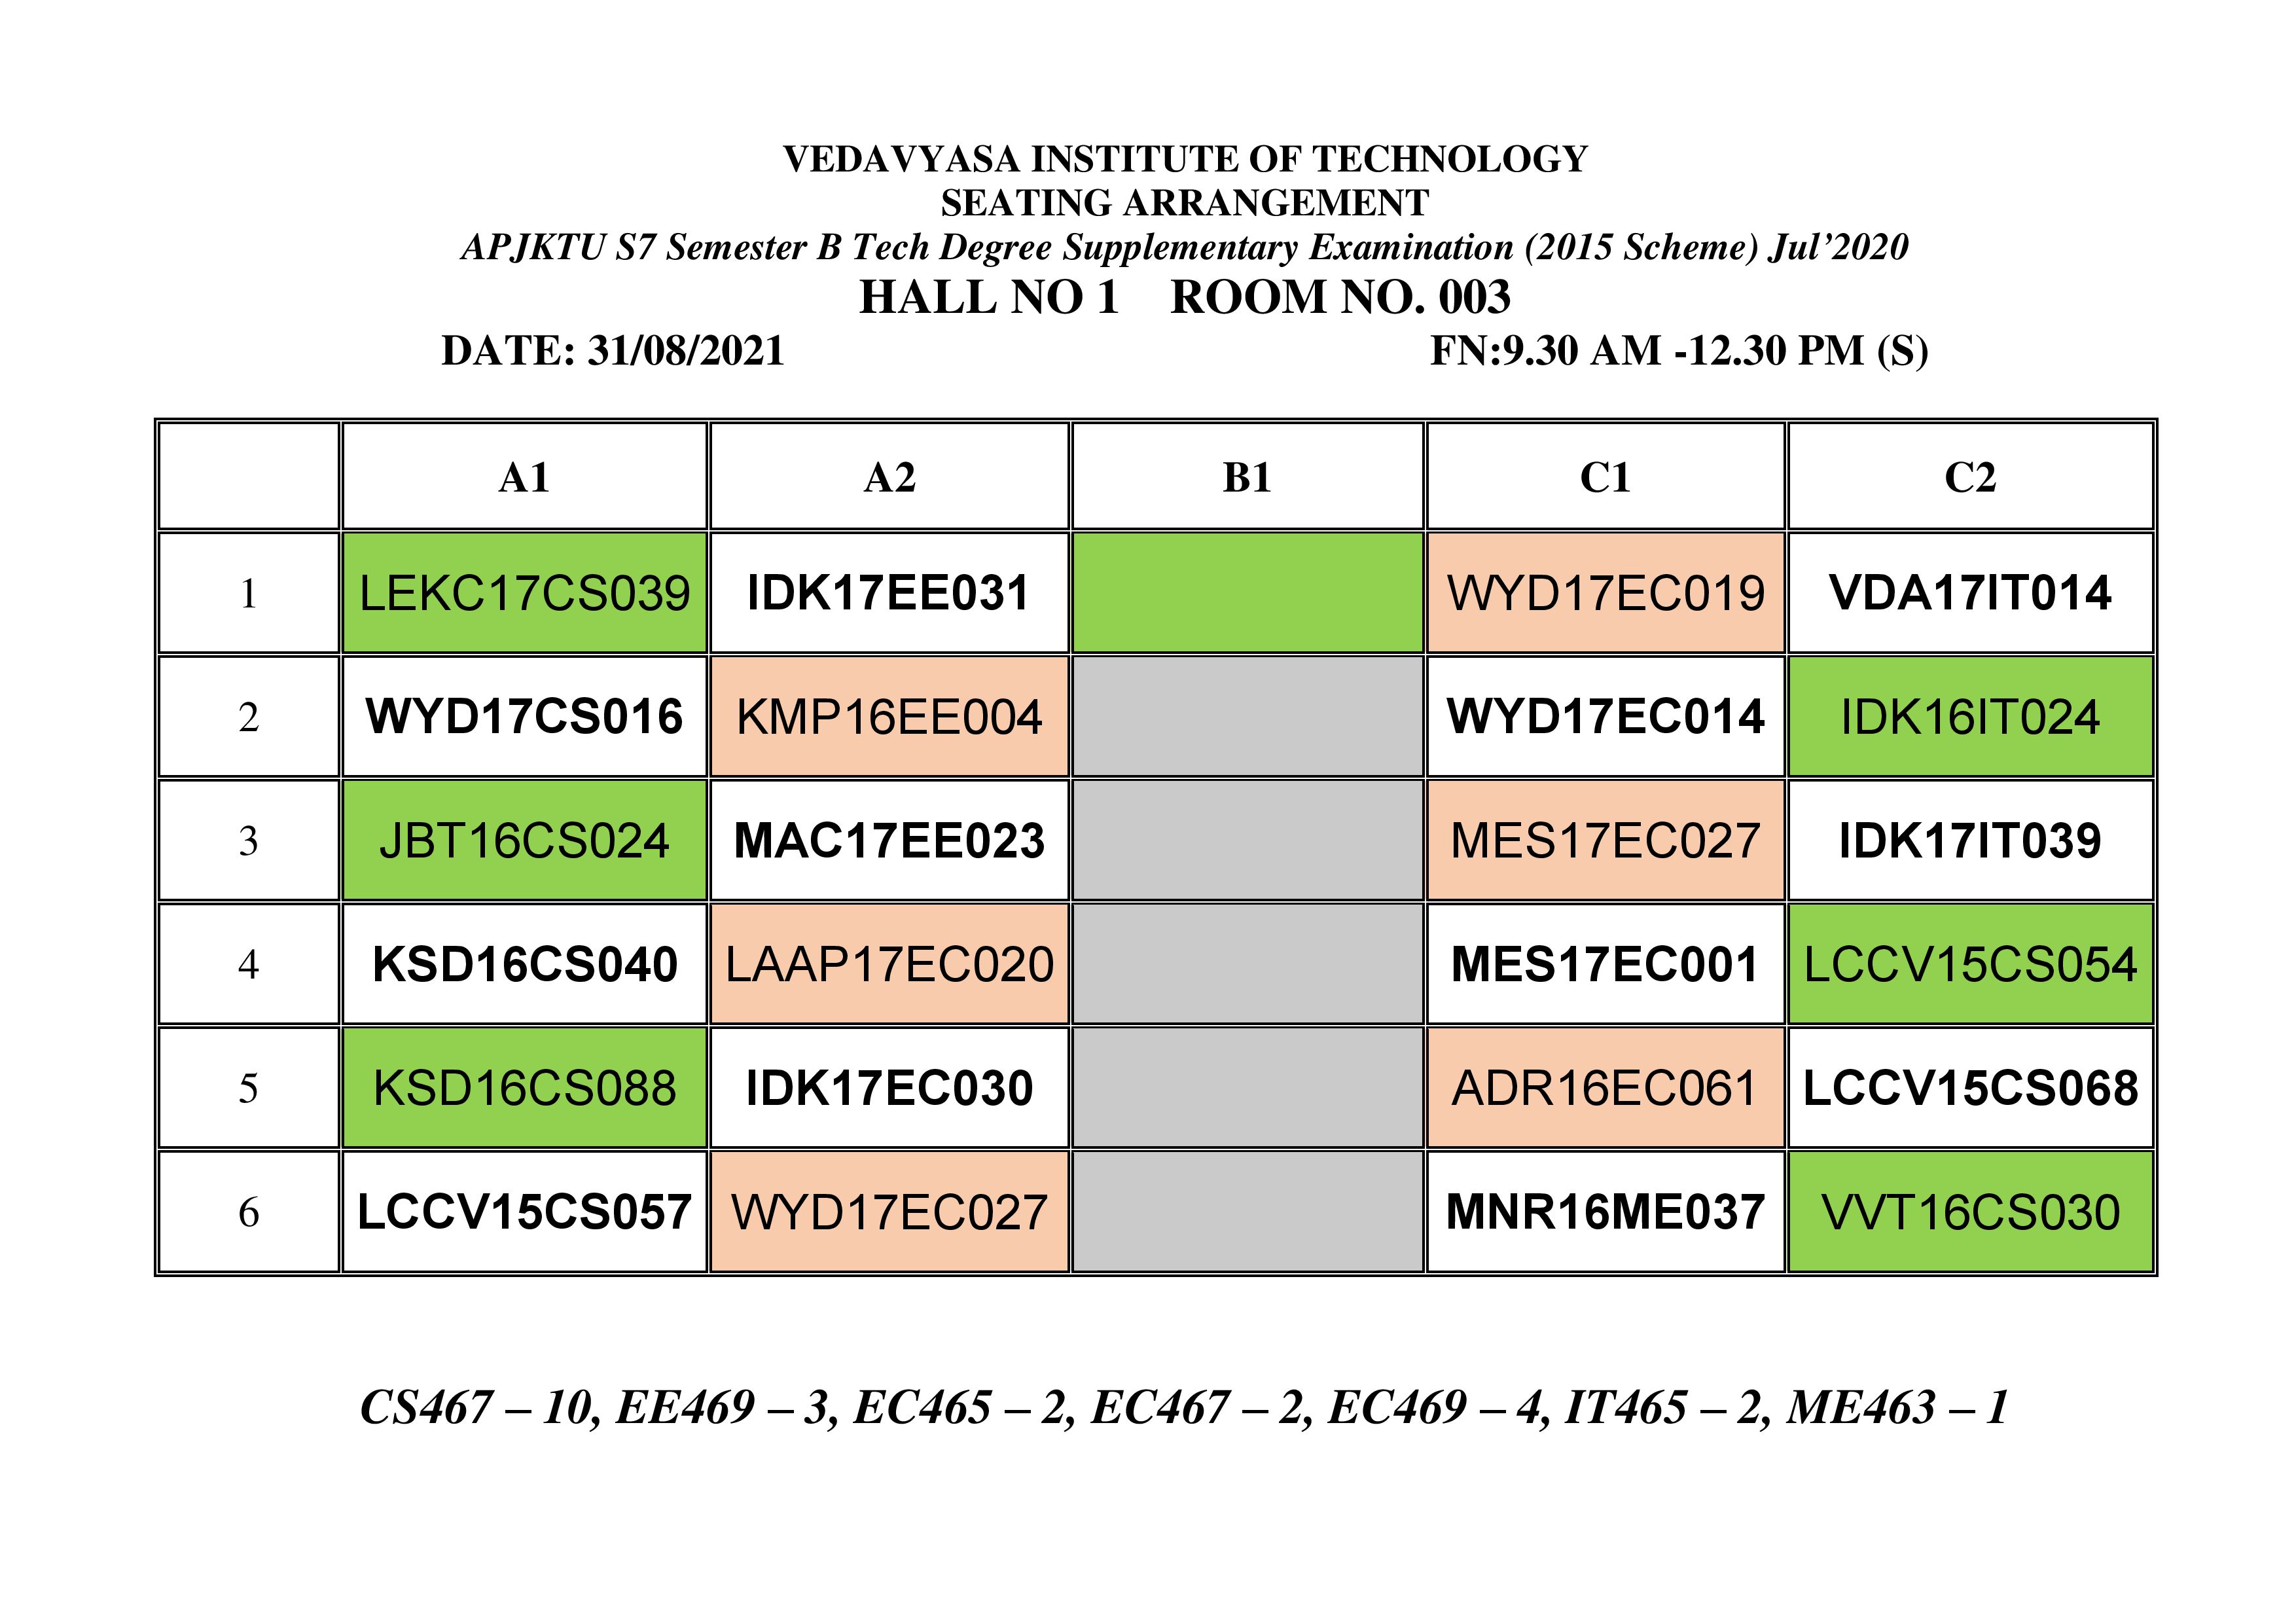 VEDAVYASA INSTITUTE OF TECHNOLOGY
SEATING ARRANGEMENT
APJKTU S7 Semester B Tech Degree Supplementary Examination (2015 Scheme) Jul’2020
HALL NO 1 ROOM NO. 003
DATE: 31/08/2021 FN:9.30 AM -12.30 PM (S)
A1 A2 B1 C1 C2
1 LEKC17CS039 IDK17EE031 WYD17EC019 VDA17IT014
2 WYD17CS016 KMP16EE004 WYD17EC014 IDK16IT024
3 JBT16CS024 MAC17EE023 MES17EC027 IDK17IT039
4 KSD16CS040 LAAP17EC020 MES17EC001 LCCV15CS054
5 KSD16CS088 IDK17EC030 ADR16EC061 LCCV15CS068
6 LCCV15CS057 WYD17EC027 MNR16ME037 VVT16CS030
CS467 – 10, EE469 – 3, EC465 – 2, EC467 – 2, EC469 – 4, IT465 – 2, ME463 – 1